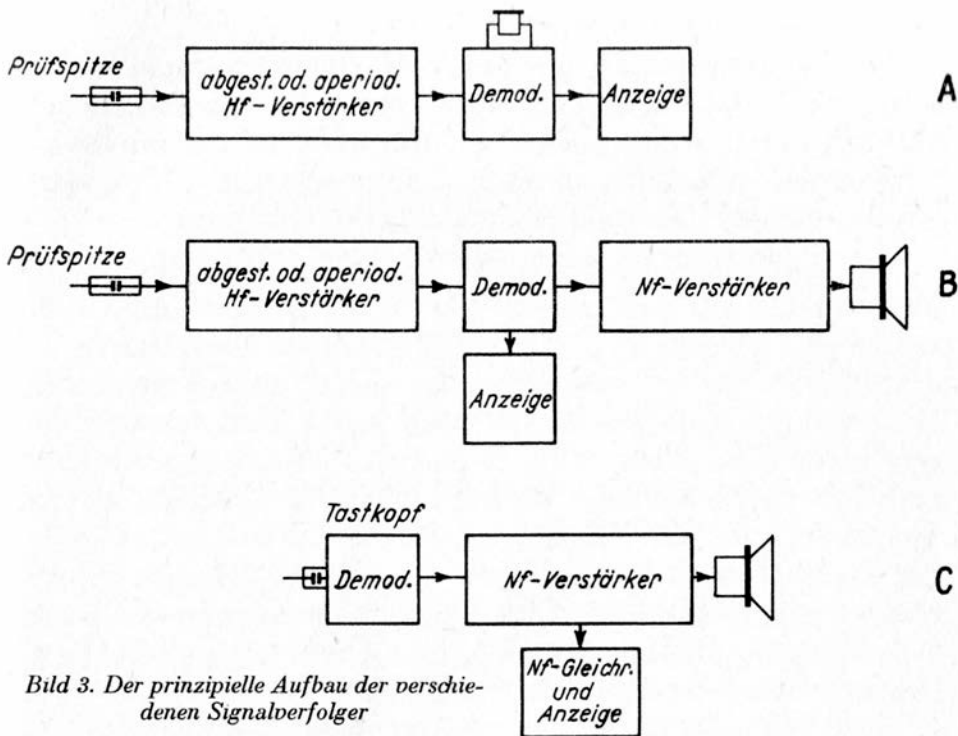 Prüfspitze
abgest. od. aperiod.
Hf-Verstärker
Demod.
Anzeige
A
Prüfspitze
abgest. od. aperiod.
Hf-Verstärker
Demod.
Nf-Verstärker
B
Anzeige
Tastkopf
Demod.
Nf-Verstärker
C
Nf-Gleichr.
und
Anzeige
Bild 3. Der prinzipielle Aufbau der verschie-
denen Signalverfolger